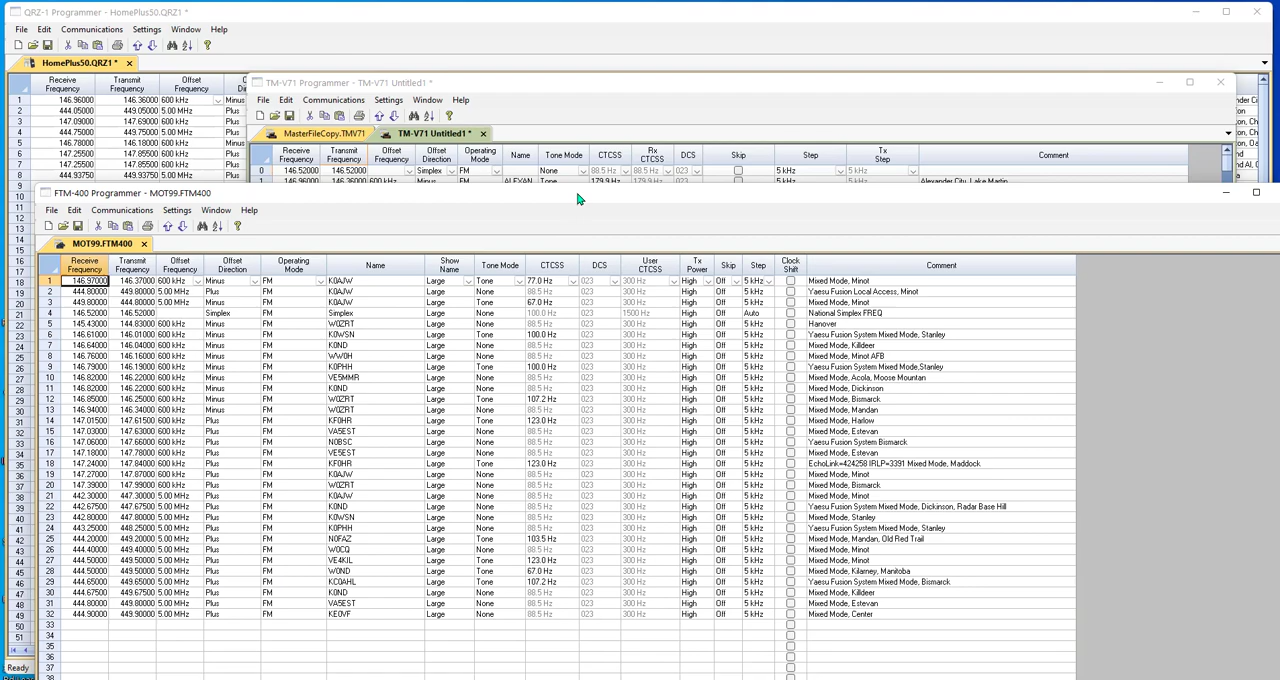 QRZ-1 Programmer - HomePlus50.QRZ1 *
File Edit Communications Settings Window Help
HomePlus50.QRZ1 *
Receive Frequency Transmit Frequency Offset Frequency
1 146.96000 146.36000 600 kHz Minus
2 444.05000 449.05000 5.00 MHz Plus
3 147.09000 147.69000 600 kHz Plus
4 444.75000 449.75000 5.00 MHz Plus
5 146.78000 146.18000 600 kHz Minus
6 147.25500 147.85500 600 kHz Plus
7 147.25500 147.85500 600 kHz Plus
8 444.93750 449.93750 5.00 MHz Plus
TM-V71 Programmer - TM-V71 Untitled1 *
File Edit Communications Settings Window Help
MasterFileCopy.TMV71 TM-V71 Untitled1 *
Receive Frequency Transmit Frequency Offset Frequency Offset Direction Operating Mode Name Tone Mode CTCSS Rx CTCSS DCS Skip Step Tx Step Comment
0 146.52000 146.52000 Simplex FM None 88.5 Hz 88.5 Hz 023 5 kHz 5 kHz
1 146.96000 146.36000 600 kHz Minus ALEXAN Tone 179.9 Hz Alexander City, Lake Martin
FTM-400 Programmer - MOT99.FTM400
File Edit Communications Settings Window Help
MOT99.FTM400
Receive Frequency Transmit Frequency Offset Frequency Offset Direction Operating Mode Name Show Name Tone Mode CTCSS DCS User CTCSS Tx Power Skip Step Clock Shift Comment
1 146.97000 146.37000 600 kHz Minus FM K0AJW Large Tone 77.0 Hz 023 300 Hz High Off 5 kHz Mixed Mode, Minot
2 444.80000 449.80000 5.00 MHz Plus FM K0AJW Large None 88.5 Hz 023 300 Hz High Off 5 kHz Yaesu Fusion Local Access, Minot
3 449.80000 444.80000 5.00 MHz Minus FM K0AJW Large Tone 67.0 Hz 023 300 Hz High Off 5 kHz Mixed Mode, Minot
4 146.52000 146.52000 Simplex FM Simplex Large None 100.0 Hz 023 1500 Hz High Off Auto National Simplex FREQ
5 145.43000 144.83000 600 kHz Minus FM W0ZRT Large None 88.5 Hz 023 300 Hz High Off 5 kHz Hanover
6 146.61000 146.01000 600 kHz Minus FM K0WSN Large Tone 100.0 Hz 023 300 Hz High Off 5 kHz Yaesu Fusion System Mixed Mode, Stanley
7 146.64000 146.04000 600 kHz Minus FM K0ND Large None 88.5 Hz 023 300 Hz High Off 5 kHz Mixed Mode, Killdeer
8 146.76000 146.16000 600 kHz Minus FM WW0H Large None 88.5 Hz 023 300 Hz High Off 5 kHz Mixed Mode, Minot AFB
9 146.79000 146.19000 600 kHz Minus FM K0PHH Large Tone 100.0 Hz 023 300 Hz High Off 5 kHz Yaesu Fusion System Mixed Mode,Stanley
10 146.82000 146.22000 600 kHz Minus FM VE5MMR Large None 88.5 Hz 023 300 Hz High Off 5 kHz Mixed Mode, Acola, Moose Mountain
11 146.82000 146.22000 600 kHz Minus FM K0ND Large None 88.5 Hz 023 300 Hz High Off 5 kHz Mixed Mode, Dickinson
12 146.85000 146.25000 600 kHz Minus FM W0ZRT Large Tone 107.2 Hz 023 300 Hz High Off 5 kHz Mixed Mode, Bismarck
13 146.94000 146.34000 600 kHz Minus FM W0ZRT Large None 88.5 Hz 023 300 Hz High Off 5 kHz Mixed Mode, Mandan
14 147.01500 147.61500 600 kHz Plus FM KF0HR Large Tone 123.0 Hz 023 300 Hz High Off 5 kHz Mixed Mode, Harlow
15 147.03000 147.63000 600 kHz Plus FM VA5EST Large None 88.5 Hz 023 300 Hz High Off 5 kHz Mixed Mode, Estevan
16 147.06000 147.66000 600 kHz Plus FM N0BSC Large None 88.5 Hz 023 300 Hz High Off 5 kHz Yaesu Fusion System Bismarck
17 147.18000 147.78000 600 kHz Plus FM VE5EST Large None 88.5 Hz 023 300 Hz High Off 5 kHz Mixed Mode, Estevan
18 147.24000 147.84000 600 kHz Plus FM KF0HR Large Tone 123.0 Hz 023 300 Hz High Off 5 kHz EchoLink=424258 IRLP=3391 Mixed Mode, Maddock
19 147.27000 147.87000 600 kHz Plus FM K0AJW Large None 88.5 Hz 023 300 Hz High Off 5 kHz Mixed Mode, Minot
20 147.39000 147.99000 600 kHz Plus FM W0ZRT Large None 88.5 Hz 023 300 Hz High Off 5 kHz Mixed Mode, Bismarck
21 442.30000 447.30000 5.00 MHz Plus FM K0AJW Large None 88.5 Hz 023 300 Hz High Off 5 kHz Mixed Mode, Minot
22 442.67500 447.67500 5.00 MHz Plus FM K0ND Large None 88.5 Hz 023 300 Hz High Off 5 kHz Yaesu Fusion System Mixed Mode, Dickinson, Radar Base Hill
23 442.80000 447.80000 5.00 MHz Plus FM K0WSN Large None 88.5 Hz 023 300 Hz High Off 5 kHz Mixed Mode, Stanley
24 443.25000 448.25000 5.00 MHz Plus FM K0PHH Large None 88.5 Hz 023 300 Hz High Off 5 kHz Yaesu Fusion System Mixed Mode, Stanley
25 444.20000 449.20000 5.00 MHz Plus FM N0FAZ Large Tone 103.5 Hz 023 300 Hz High Off 5 kHz Mixed Mode, Mandan, Old Red Trail
26 444.40000 449.40000 5.00 MHz Plus FM W0CQ Large None 88.5 Hz 023 300 Hz High Off 5 kHz Mixed Mode, Minot
27 444.50000 449.50000 5.00 MHz Plus FM VE4KIL Large Tone 123.0 Hz 023 300 Hz High Off 5 kHz Mixed Mode, Minot
28 444.50000 449.50000 5.00 MHz Plus FM W0ND Large Tone 67.0 Hz 023 300 Hz High Off 5 kHz Mixed Mode, Kilarney, Manitoba
29 444.65000 449.65000 5.00 MHz Plus FM KC0AHL Large Tone 107.2 Hz 023 300 Hz High Off 5 kHz Yaesu Fusion System Mixed Mode, Bismarck
30 444.67500 449.67500 5.00 MHz Plus FM K0ND Large None 88.5 Hz 023 300 Hz High Off 5 kHz Mixed Mode, Killdeer
31 444.80000 449.80000 5.00 MHz Plus FM VA5EST Large None 88.5 Hz 023 300 Hz High Off 5 kHz Mixed Mode, Estevan
32 444.90000 449.90000 5.00 MHz Plus FM KE0VF Large None 88.5 Hz 023 300 Hz High Off 5 kHz Mixed Mode, Center
33
34
35
36
37
38
Ready